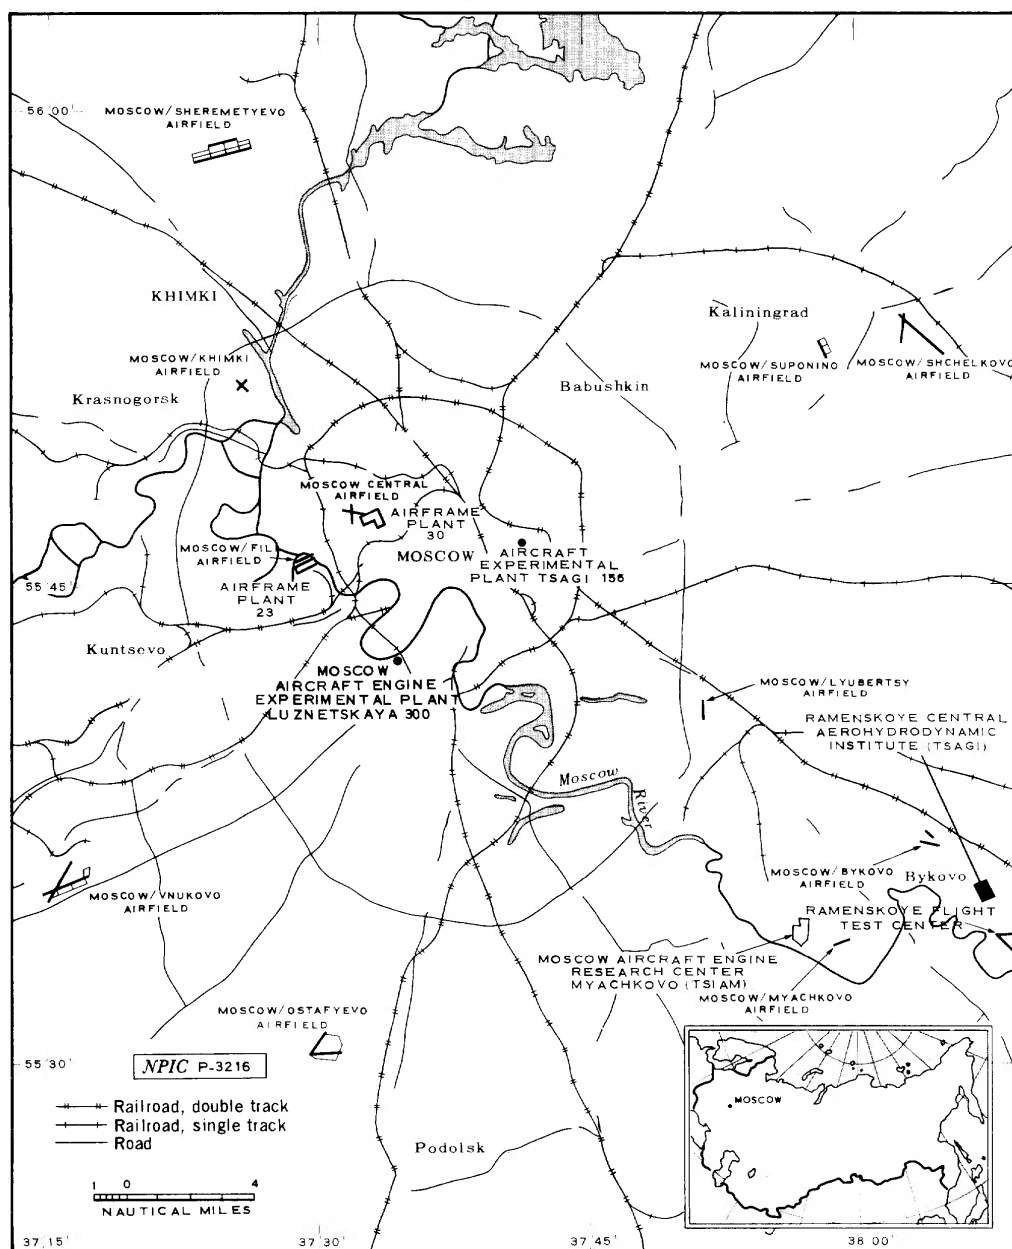 56°00'
MOSCOW/SHEREMETYEVO
AIRFIELD
KHIMKI
Kaliningrad
MOSCOW/KHIMKI
AIRFIELD
MOSCOW/SUPONINO
AIRFIELD
MOSCOW/SHCHELKOVO
AIRFIELD
Krasnogorsk
Babushkin
MOSCOW CENTRAL
AIRFIELD
AIRFRAME
PLANT
30
MOSCOW
MOSCOW/FILI
AIRFIELD
AIRCRAFT
EXPERIMENTAL
PLANT TSAGI 156
55°45'
AIRFRAME
PLANT
23
Kuntsevo
MOSCOW
AIRCRAFT ENGINE
EXPERIMENTAL PLANT
LUZNETSKAYA 300
MOSCOW/LYUBERTSY
AIRFIELD
RAMENSKOYE CENTRAL
AEROHYDRODYNAMIC
INSTITUTE (TSAGI)
Moscow
River
MOSCOW/VNUKOVO
AIRFIELD
MOSCOW/BYKOVO
AIRFIELD
Bykovo
RAMENSKOYE FLIGHT
TEST CENTER
MOSCOW AIRCRAFT ENGINE
RESEARCH CENTER
MYACHKOVO (TSIAM)
MOSCOW/MYACHKOVO
AIRFIELD
MOSCOW/OSTAFYEVO
AIRFIELD
55°30'
NPIC P-3216
Railroad, double track
Railroad, single track
Road
1 0 4
NAUTICAL MILES
Podolsk
MOSCOW
37°15'
37°30'
37°45'
38°00'